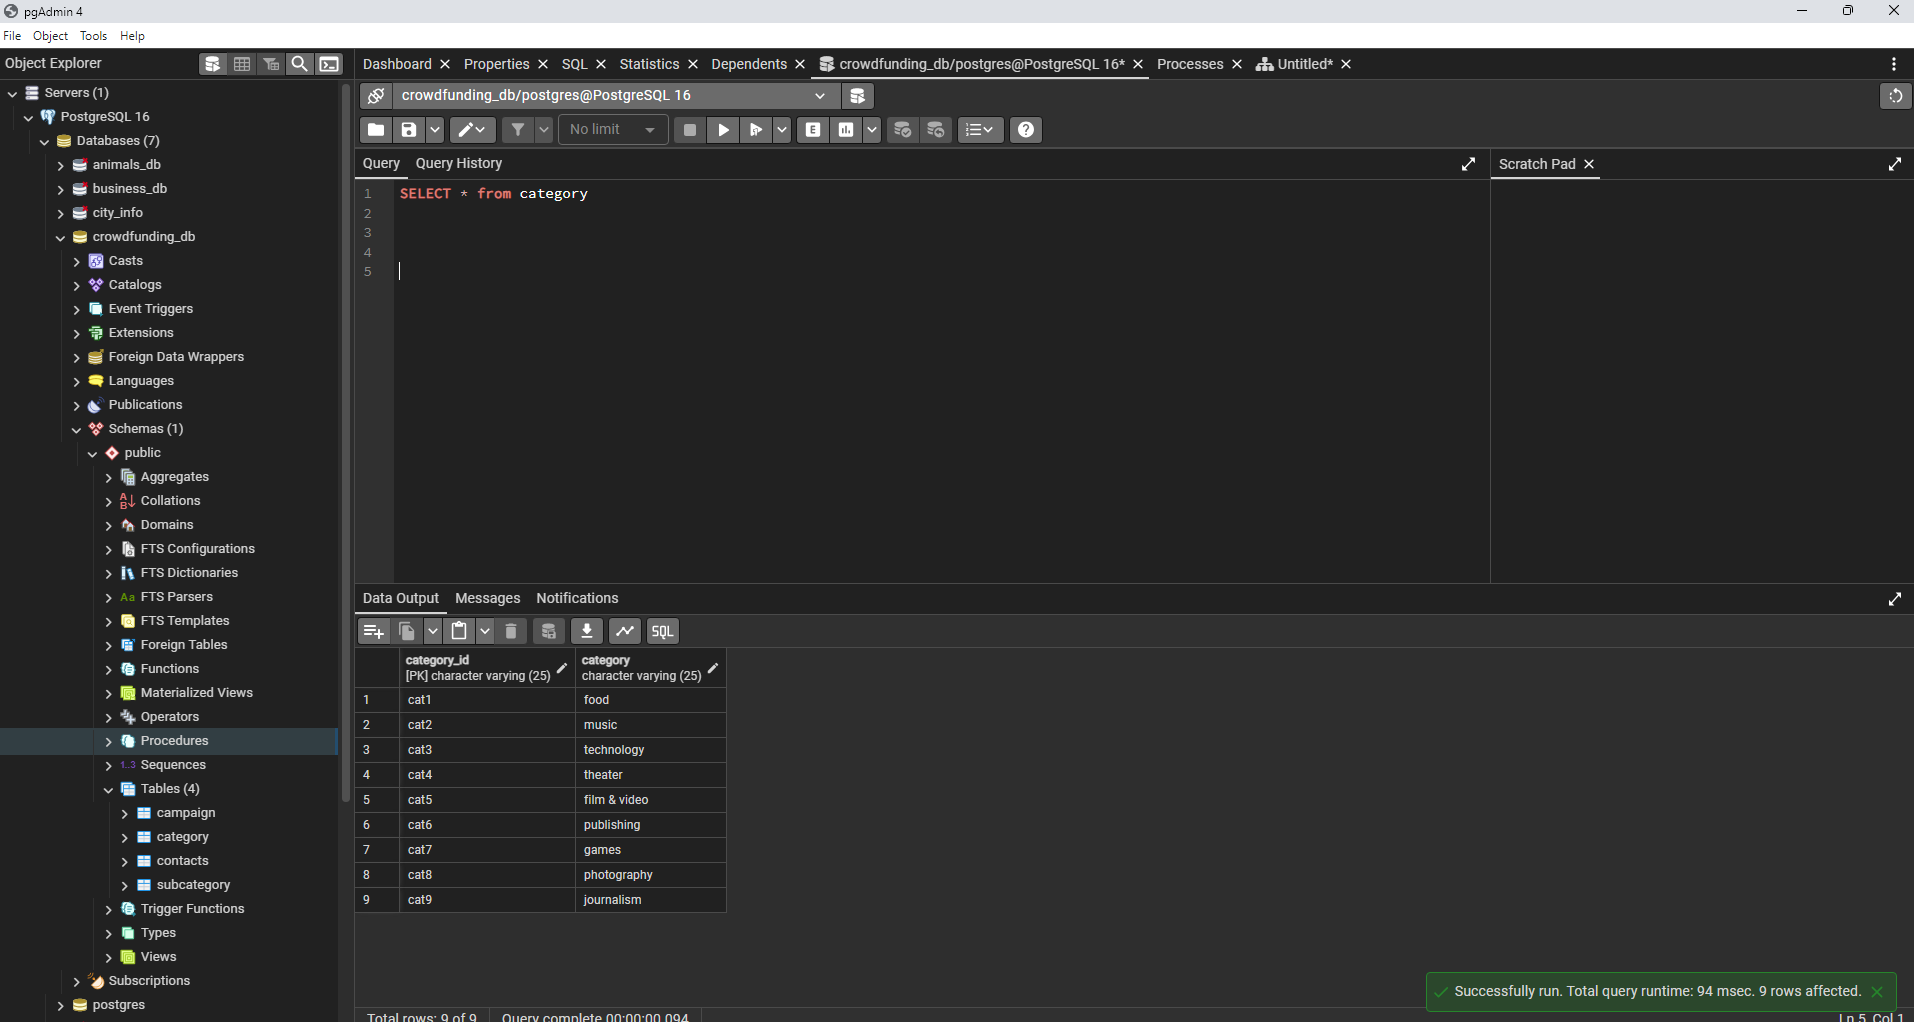 pgAdmin 4
File Object Tools Help
Object Explorer
Dashboard Properties SQL Statistics Dependents crowdfunding_db/postgres@PostgreSQL 16* Processes Untitled*
Servers (1)
PostgreSQL 16
Databases (7)
animals_db
business_db
city_info
crowdfunding_db
Casts
Catalogs
Event Triggers
Extensions
Foreign Data Wrappers
Languages
Publications
Schemas (1)
public
Aggregates
Collations
Domains
FTS Configurations
FTS Dictionaries
Aa FTS Parsers
FTS Templates
Foreign Tables
Functions
Materialized Views
Operators
Procedures
1..3 Sequences
Tables (4)
campaign
category
contacts
subcategory
Trigger Functions
Types
Views
Subscriptions
postgres
crowdfunding_db/postgres@PostgreSQL 16
No limit E
Query Query History
Scratch Pad
1 SELECT * from category
2
3
4
5
Data Output Messages Notifications
SQL
category_id category
[PK] character varying (25) character varying (25)
1 cat1 food
2 cat2 music
3 cat3 technology
4 cat4 theater
5 cat5 film & video
6 cat6 publishing
7 cat7 games
8 cat8 photography
9 cat9 journalism
Successfully run. Total query runtime: 94 msec. 9 rows affected.
Total rows: 9 of 9 Query complete 00:00:00.094 Ln 5, Col 1